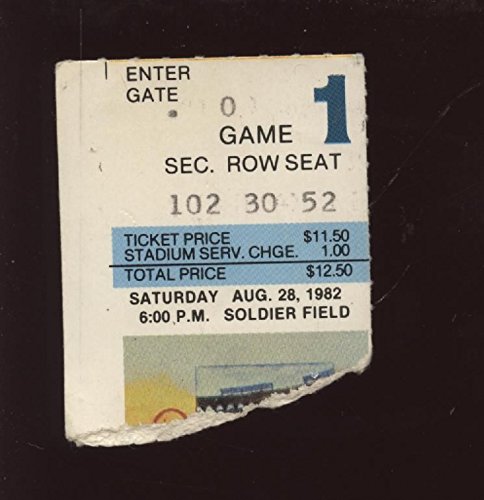 ENTER
GATE
0
GAME 1
SEC. ROW SEAT
102 30 52
TICKET PRICE $11.50
STADIUM SERV. CHGE. 1.00
TOTAL PRICE $12.50
SATURDAY AUG. 28, 1982
6:00 P.M. SOLDIER FIELD